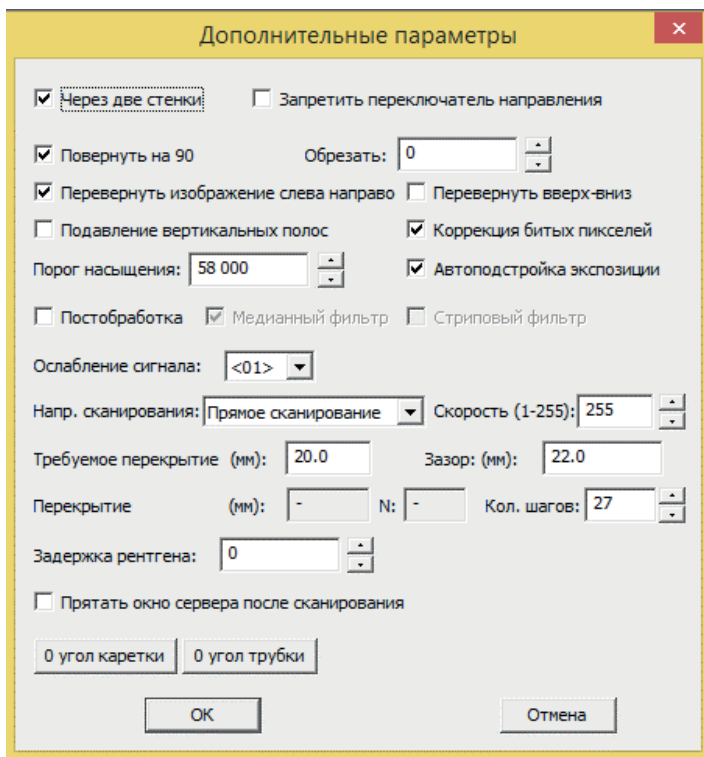 Дополнительные параметры
Через две стенки Запретить переключатель направления
Повернуть на 90 Обрезать: 0
Перевернуть изображение слева направо Перевернуть вверх-вниз
Подавление вертикальных полос Коррекция битых пикселей
Порог насыщения: 58 000 Автоподстройка экспозиции
Постобработка Медианный фильтр Стриповый фильтр
Ослабление сигнала: <01>
Напр. сканирования: Прямое сканирование Скорость (1-255): 255
Требуемое перекрытие (мм): 20.0 Зазор: (мм): 22.0
Перекрытие (мм): - N: - Кол. шагов: 27
Задержка рентгена: 0
Прятать окно сервера после сканирования
0 угол каретки 0 угол трубки
OK Отмена